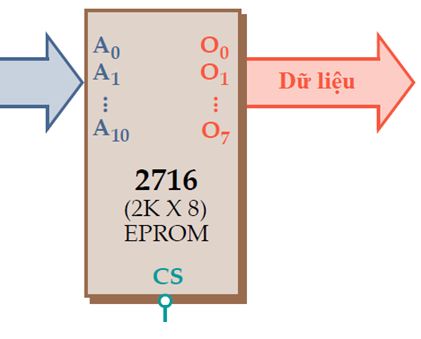 A0 O0
A1 O1
⋮ ⋮
A10 O7
Dữ liệu
2716
(2K X 8)
EPROM
CS